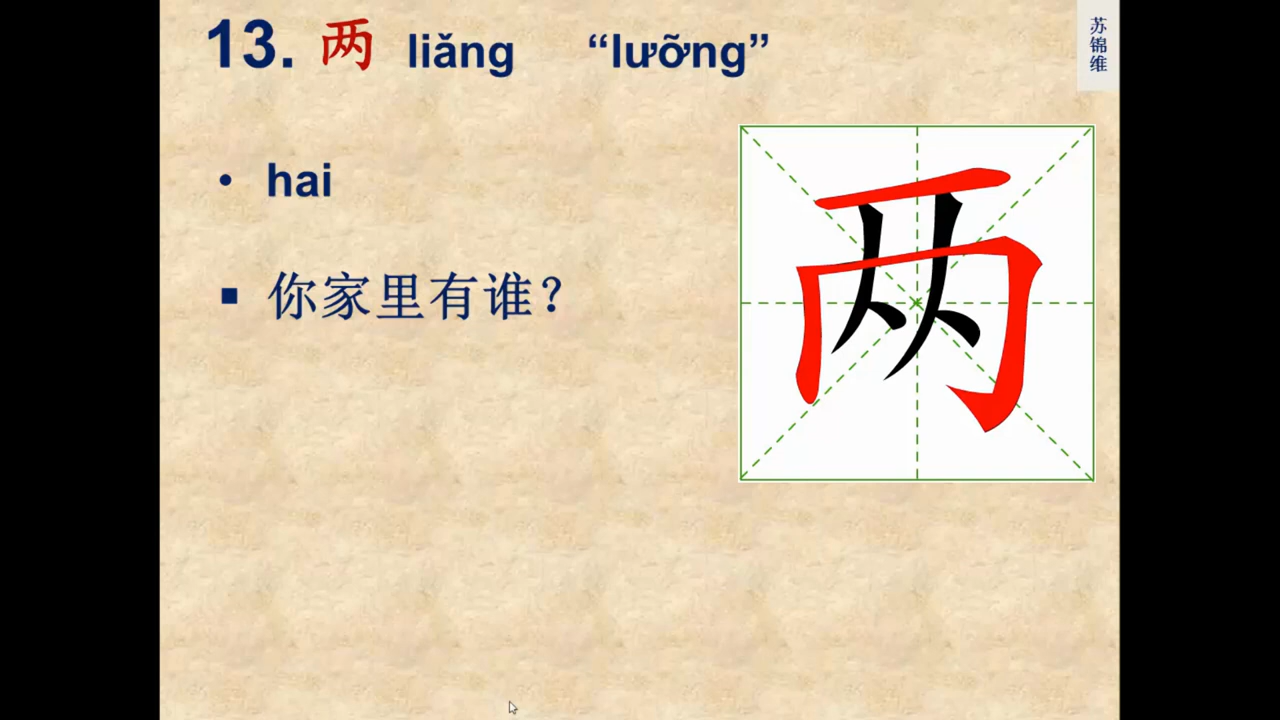 13. 两 liǎng “lưỡng”
苏锦维
• hai
▪ 你家里有谁？
两